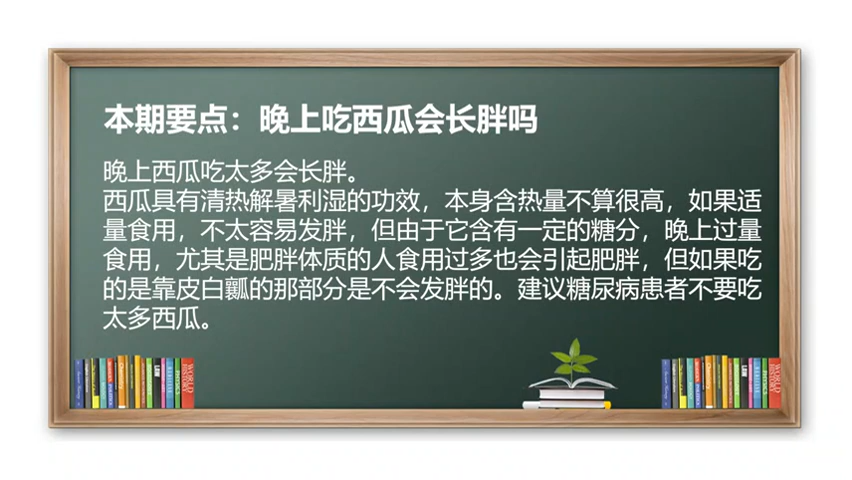 本期要点：晚上吃西瓜会长胖吗
晚上西瓜吃太多会长胖。
西瓜具有清热解暑利湿的功效，本身含热量不算很高，如果适
量食用，不太容易发胖，但由于它含有一定的糖分，晚上过量
食用，尤其是肥胖体质的人食用过多也会引起肥胖，但如果吃
的是靠皮白瓤的那部分是不会发胖的。建议糖尿病患者不要吃
太多西瓜。
WORLD HISTORY
WORLD HISTORY